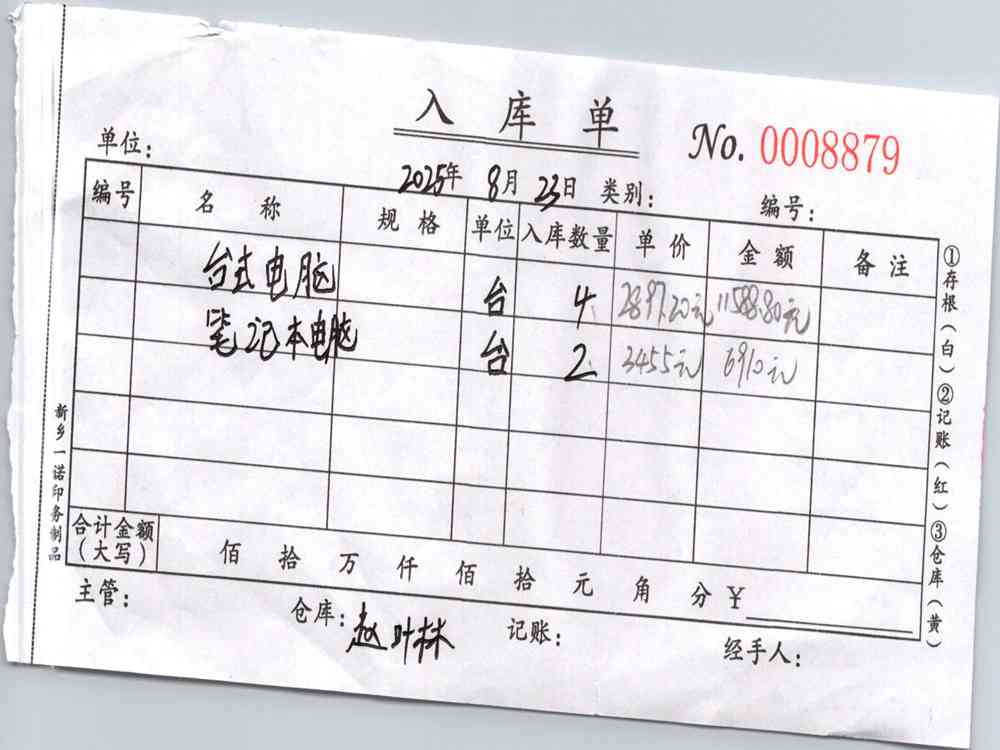 入库单
No. 0008879
单位:
2025年 8月 23日 类别: 编号:
编号 名称 规格 单位 入库数量 单价 金额 备注
台式电脑 台 4 2897.20元 11588.80元
笔记本电脑 台 2 3455元 6910元
合计金额(大写) 佰 拾 万 仟 佰 拾 元 角 分 ¥
主管: 仓库: 赵叶林 记账: 经手人:
①存根(白)②记账(红)③仓库(黄)
新乡一诺印务制品